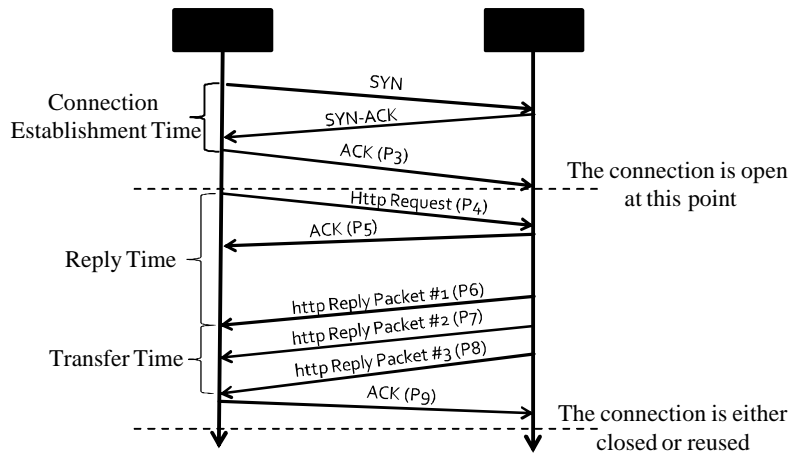 SYN
Connection
Establishment Time
SYN-ACK
ACK (P3)
The connection is open
at this point
Http Request (P4)
ACK (P5)
Reply Time
http Reply Packet #1 (P6)
http Reply Packet #2 (P7)
Transfer Time
http Reply Packet #3 (P8)
ACK (P9)
The connection is either
closed or reused